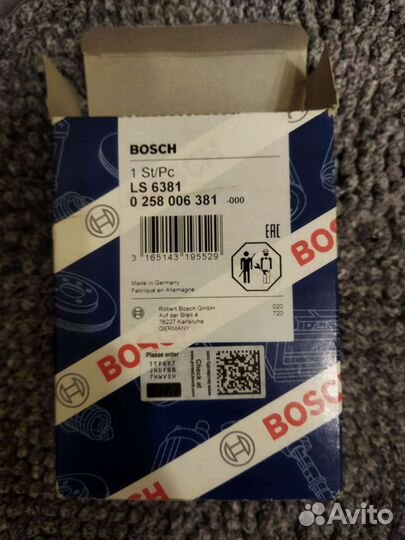 BOSCH
1 St/Pc
LS 6381
0 258 006 381 -000
3 165143 195529
EAC
Made in Germany
Fabriqué en Allemagne
Robert Bosch GmbH
Auf der Breit 4
76227 Karlsruhe
GERMANY
020
720
BOSCH
BOSCH
Please enter
Check at
BOSCH
Avito